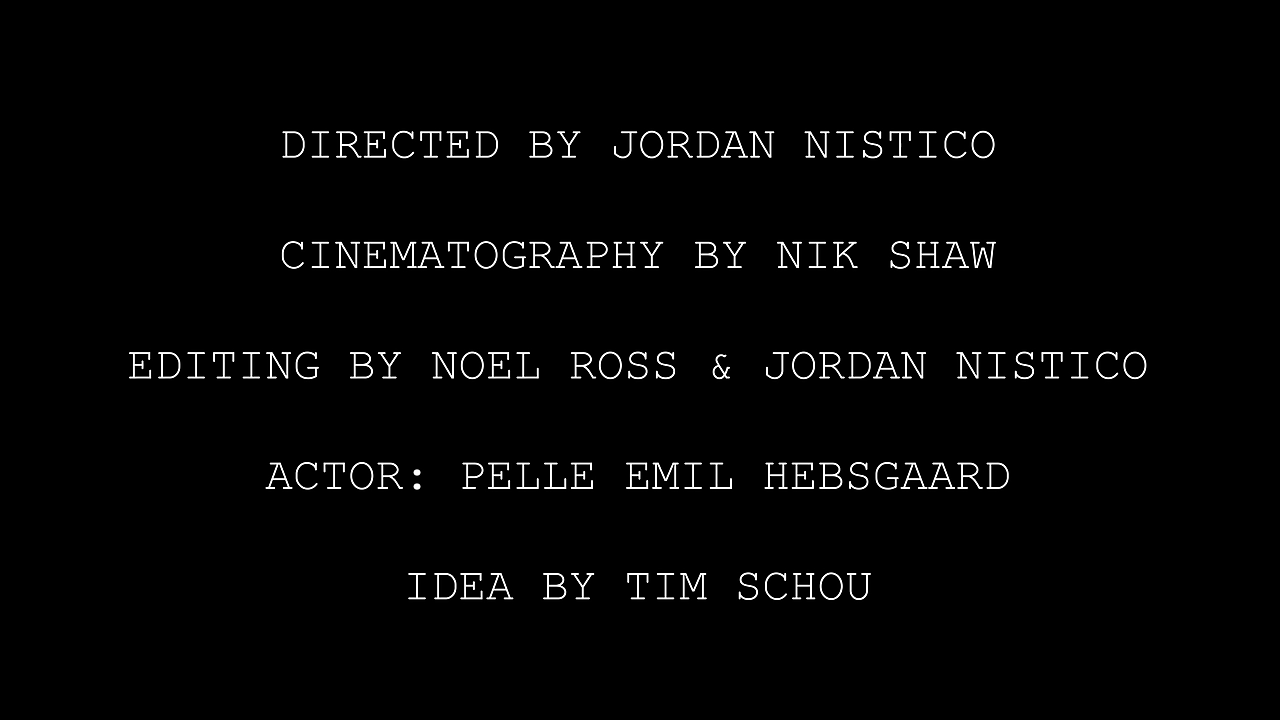 DIRECTED BY JORDAN NISTICO
CINEMATOGRAPHY BY NIK SHAW
EDITING BY NOEL ROSS & JORDAN NISTICO
ACTOR: PELLE EMIL HEBSGAARD
IDEA BY TIM SCHOU